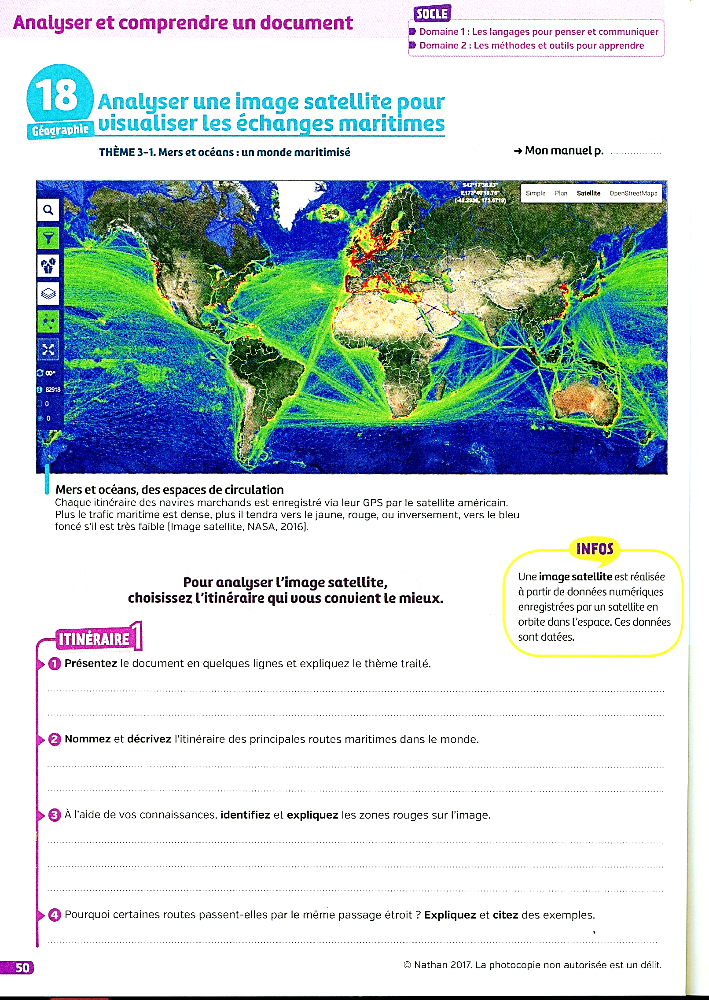 Analyser et comprendre un document
SOCLE
Domaine 1 : Les langages pour penser et communiquer
Domaine 2 : Les méthodes et outils pour apprendre
18
Géographie
Analyser une image satellite pour
visualiser les échanges maritimes
THÈME 3-1. Mers et océans : un monde maritimisé
→ Mon manuel p. ..................
S42°17'36.83"
E173°40'18.75"
(-42.2936, 173.6719)
Simple Plan Satellite OpenStreetMaps
∞"
82918
0
0
Mers et océans, des espaces de circulation
Chaque itinéraire des navires marchands est enregistré via leur GPS par le satellite américain.
Plus le trafic maritime est dense, plus il tendra vers le jaune, rouge, ou inversement, vers le bleu
foncé s'il est très faible (Image satellite, NASA, 2016).
INFOS
Une image satellite est réalisée
à partir de données numériques
enregistrées par un satellite en
orbite dans l'espace. Ces données
sont datées.
Pour analyser l'image satellite,
choisissez l'itinéraire qui vous convient le mieux.
ITINÉRAIRE 1
1 Présentez le document en quelques lignes et expliquez le thème traité.
2 Nommez et décrivez l'itinéraire des principales routes maritimes dans le monde.
3 À l'aide de vos connaissances, identifiez et expliquez les zones rouges sur l'image.
4 Pourquoi certaines routes passent-elles par le même passage étroit ? Expliquez et citez des exemples.
50
© Nathan 2017. La photocopie non autorisée est un délit.